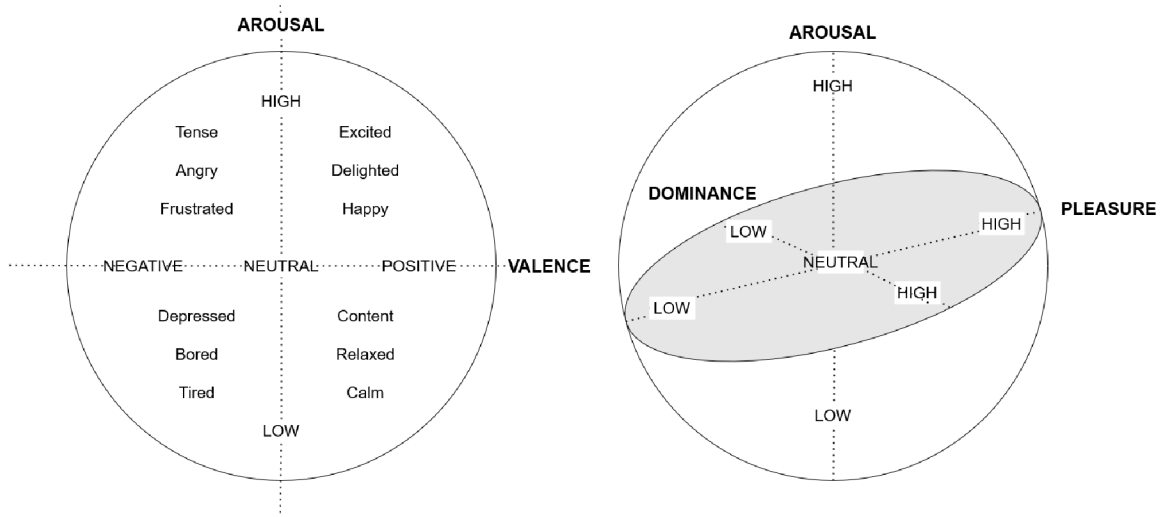 AROUSAL
HIGH
Tense Excited
Angry Delighted
Frustrated Happy
NEGATIVE NEUTRAL POSITIVE VALENCE
Depressed Content
Bored Relaxed
Tired Calm
LOW
AROUSAL
HIGH
DOMINANCE
PLEASURE
LOW HIGH
NEUTRAL
HIGH
LOW
LOW